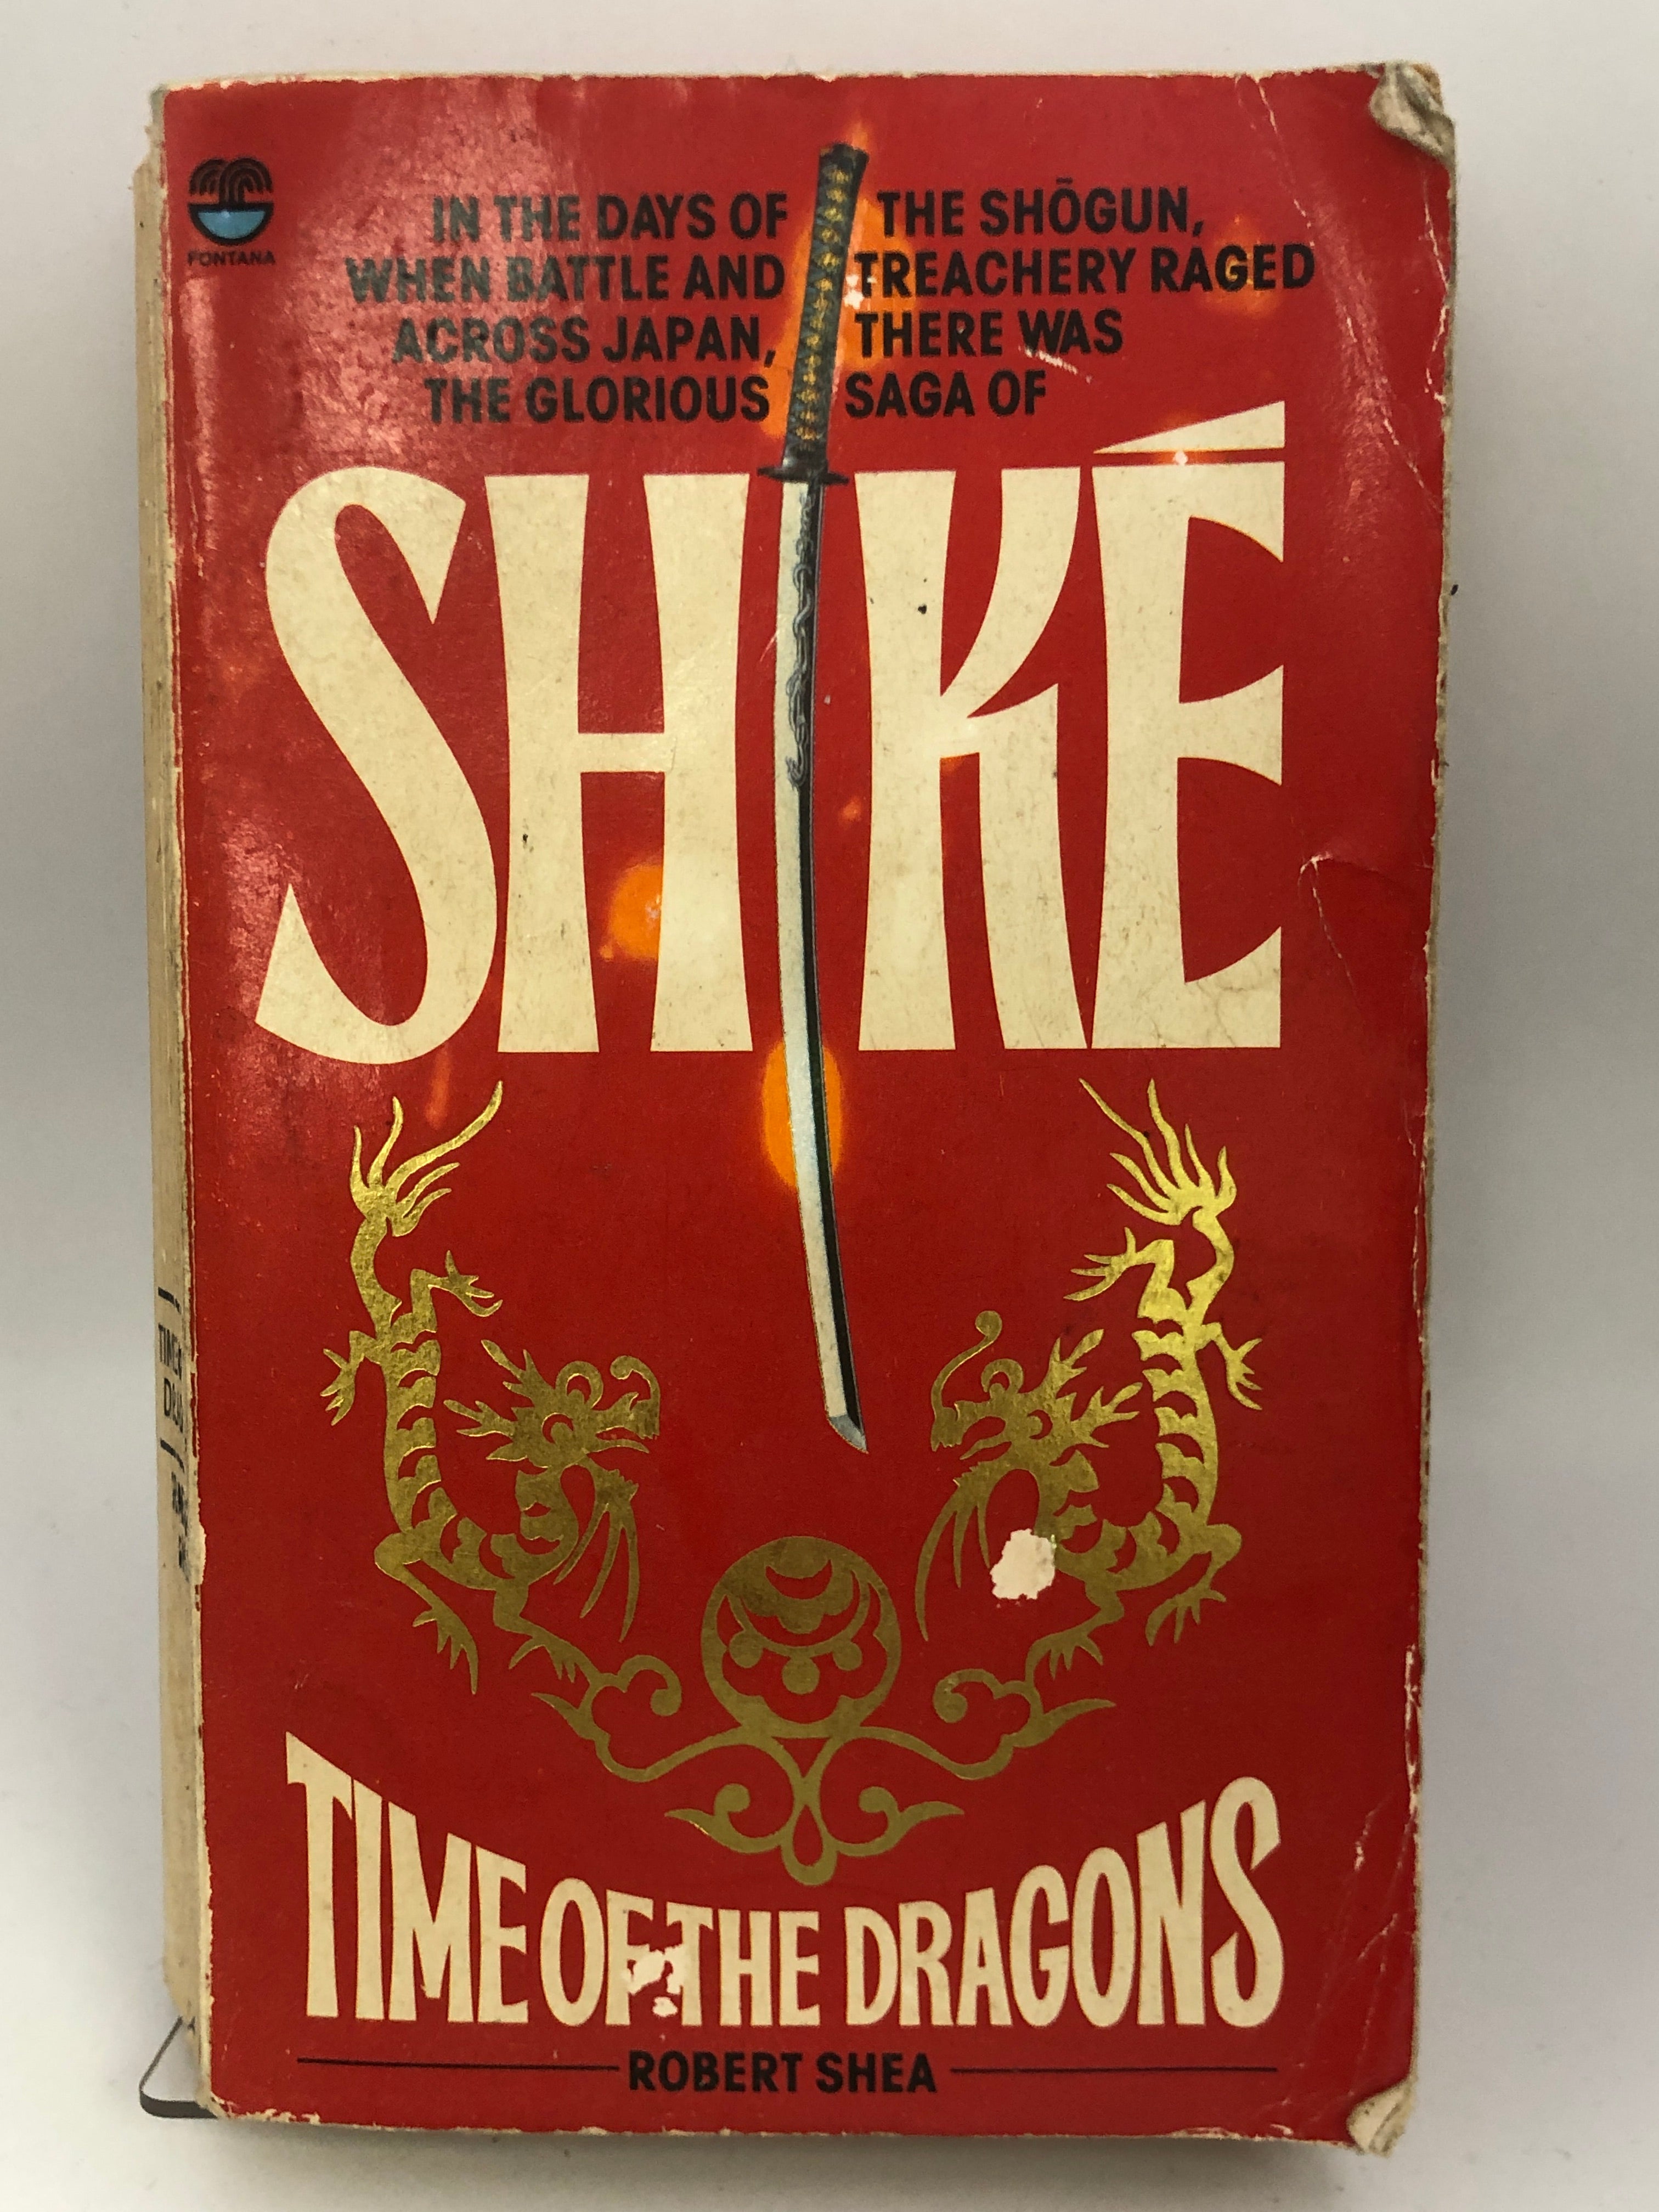 FONTANA
IN THE DAYS OF THE SHŌGUN,
WHEN BATTLE AND TREACHERY RAGED
ACROSS JAPAN, THERE WAS
THE GLORIOUS SAGA OF
SHIKÉ
TIME OF THE DRAGONS
ROBERT SHEA